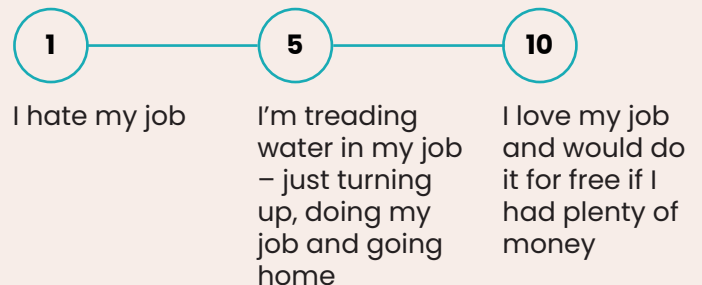 1
5
10
I hate my job
I'm treading
water in my job
– just turning
up, doing my
job and going
home
I love my job
and would do
it for free if I
had plenty of
money